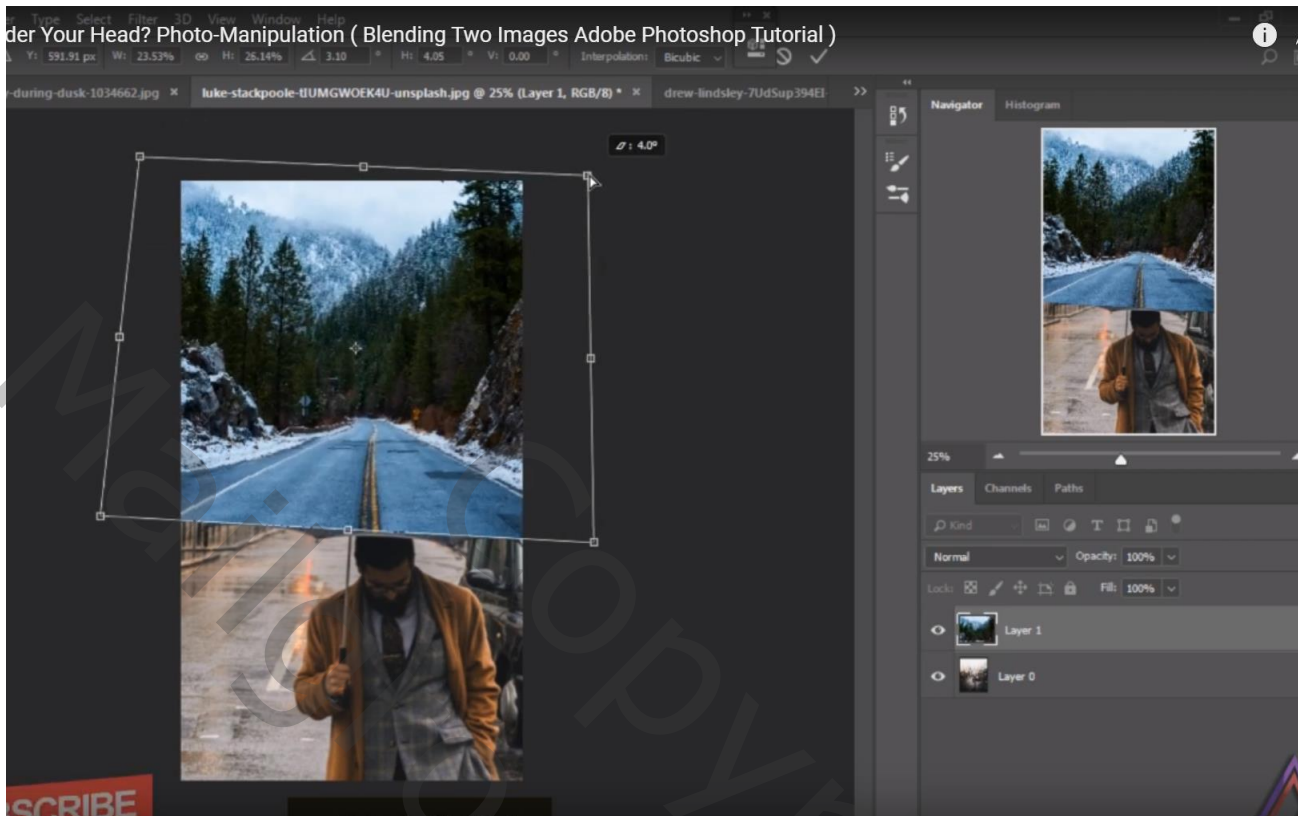 Type Select Filter 3D View Window Help
der Your Head? Photo-Manipulation ( Blending Two Images Adobe Photoshop Tutorial )
Y: 591.91 px W: 23.53% H: 26.14% 3.10 ° H: 4.05 ° V: 0.00 ° Interpolation: Bicubic
y-during-dusk-1034662.jpg × luke-stackpoole-tIUMGWOEK4U-unsplash.jpg @ 25% (Layer 1, RGB/8) * × drew-lindsley-7UdSup394EI-
Navigator Histogram
: 4.0°
25%
Layers Channels Paths
Kind
Normal Opacity: 100%
Lock: Fill: 100%
Layer 1
Layer 0
BSCRIBE